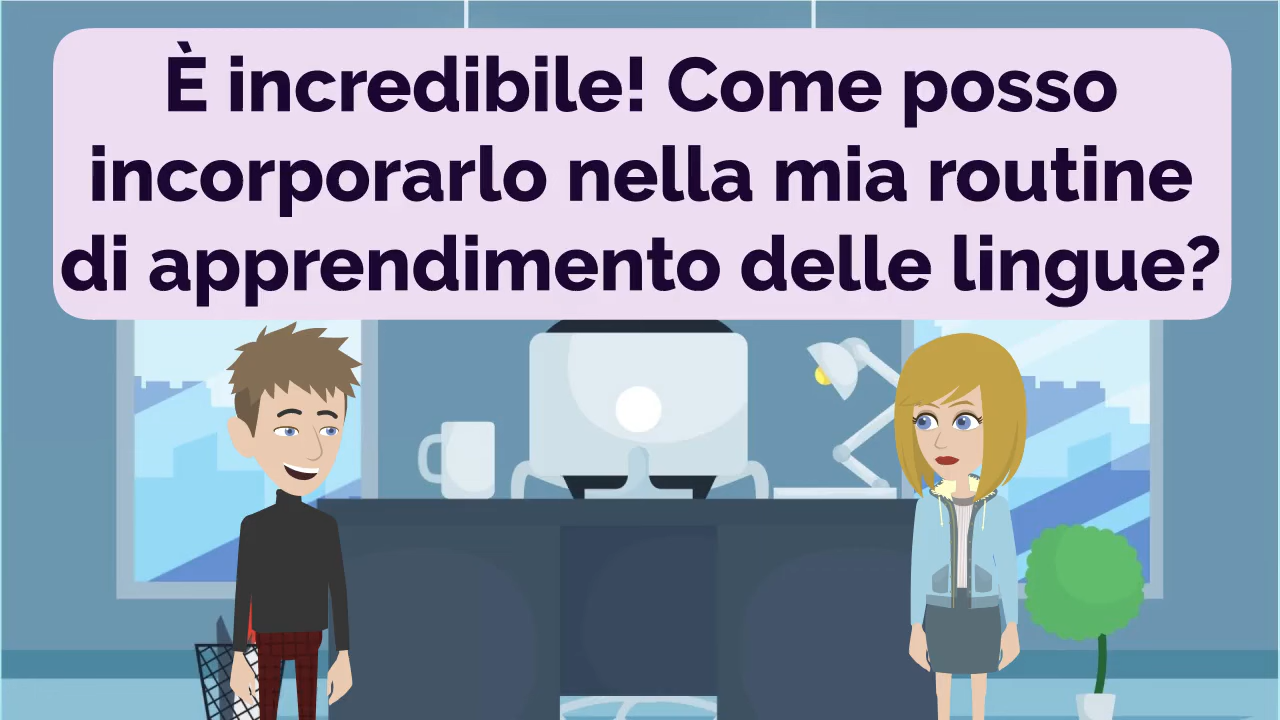 È incredibile! Come posso
incorporarlo nella mia routine
di apprendimento delle lingue?